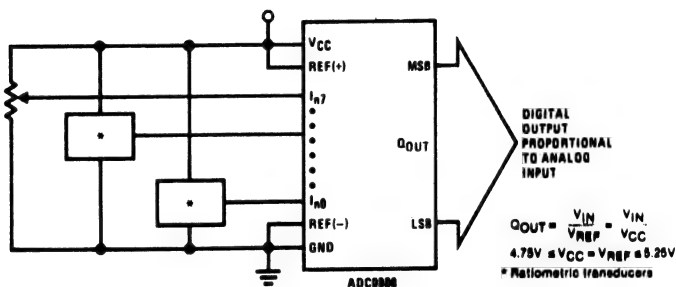 VCC
REF(+)
MSB
In7
*
QOUT
DIGITAL
OUTPUT
PROPORTIONAL
TO ANALOG
INPUT
*
In0
REF(−)
LSB
GND
QOUT = VIN / VREF = VIN / VCC
4.75V ≤ VCC = VREF ≤ 5.25V
* Ratiometric transducers